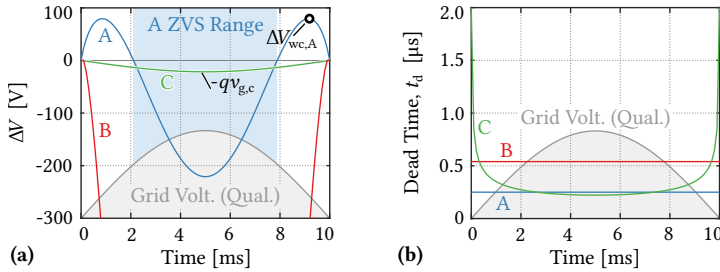 100
0
-100
-200
-300
ΔV
[V]
A ZVS Range
A
B
C
ΔV_wc,A
-qv_g,c
Grid Volt. (Qual.)
0 2 4 6 8 10
Time [ms]
(a)
2.0
1.5
1.0
0.5
0
Dead Time, t_d [µs]
C
Grid Volt. (Qual.)
B
A
0 2 4 6 8 10
Time [ms]
(b)